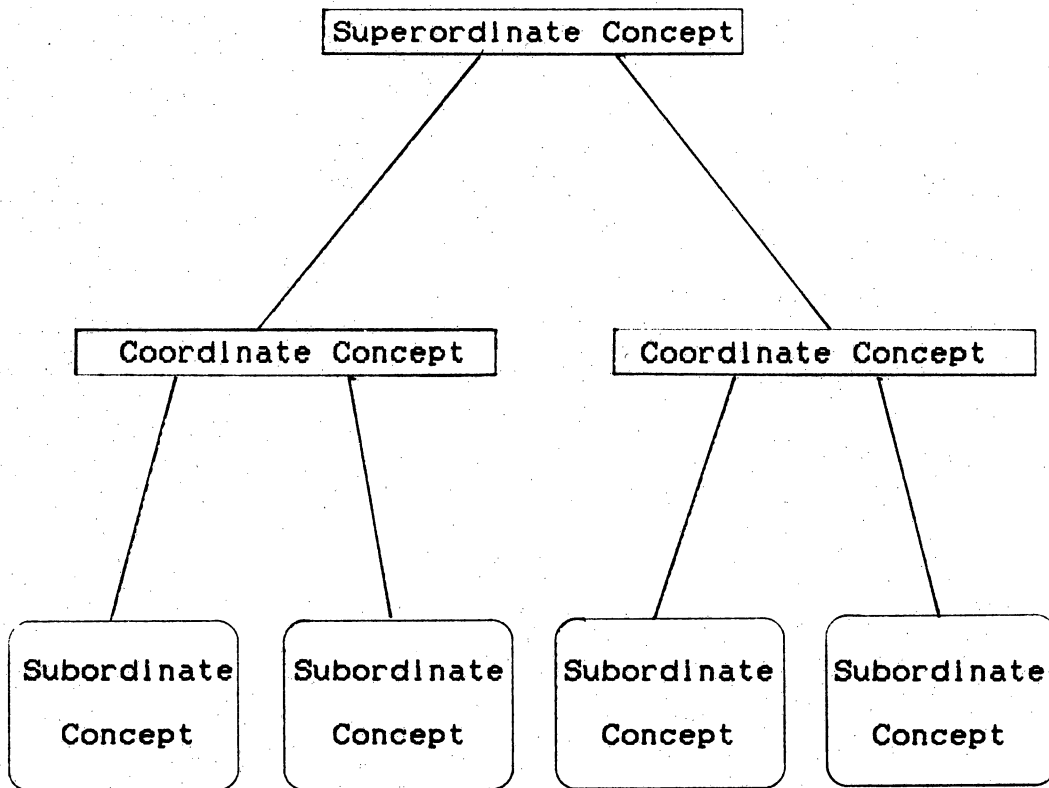 Superordinate Concept
Coordinate Concept
Coordinate Concept
Subordinate
Concept
Subordinate
Concept
Subordinate
Concept
Subordinate
Concept